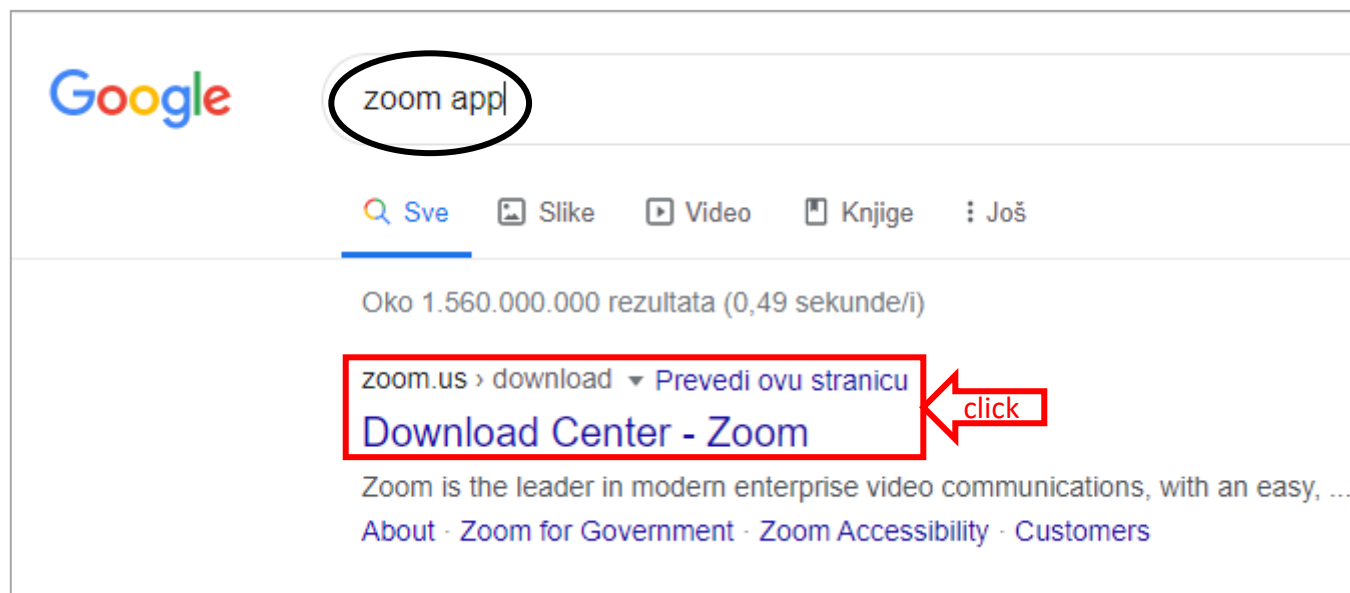 Google
zoom app
Sve Slike Video Knjige Još
Oko 1.560.000.000 rezultata (0,49 sekunde/i)
zoom.us › download Prevedi ovu stranicu
click
Download Center - Zoom
Zoom is the leader in modern enterprise video communications, with an easy, ...
About · Zoom for Government · Zoom Accessibility · Customers